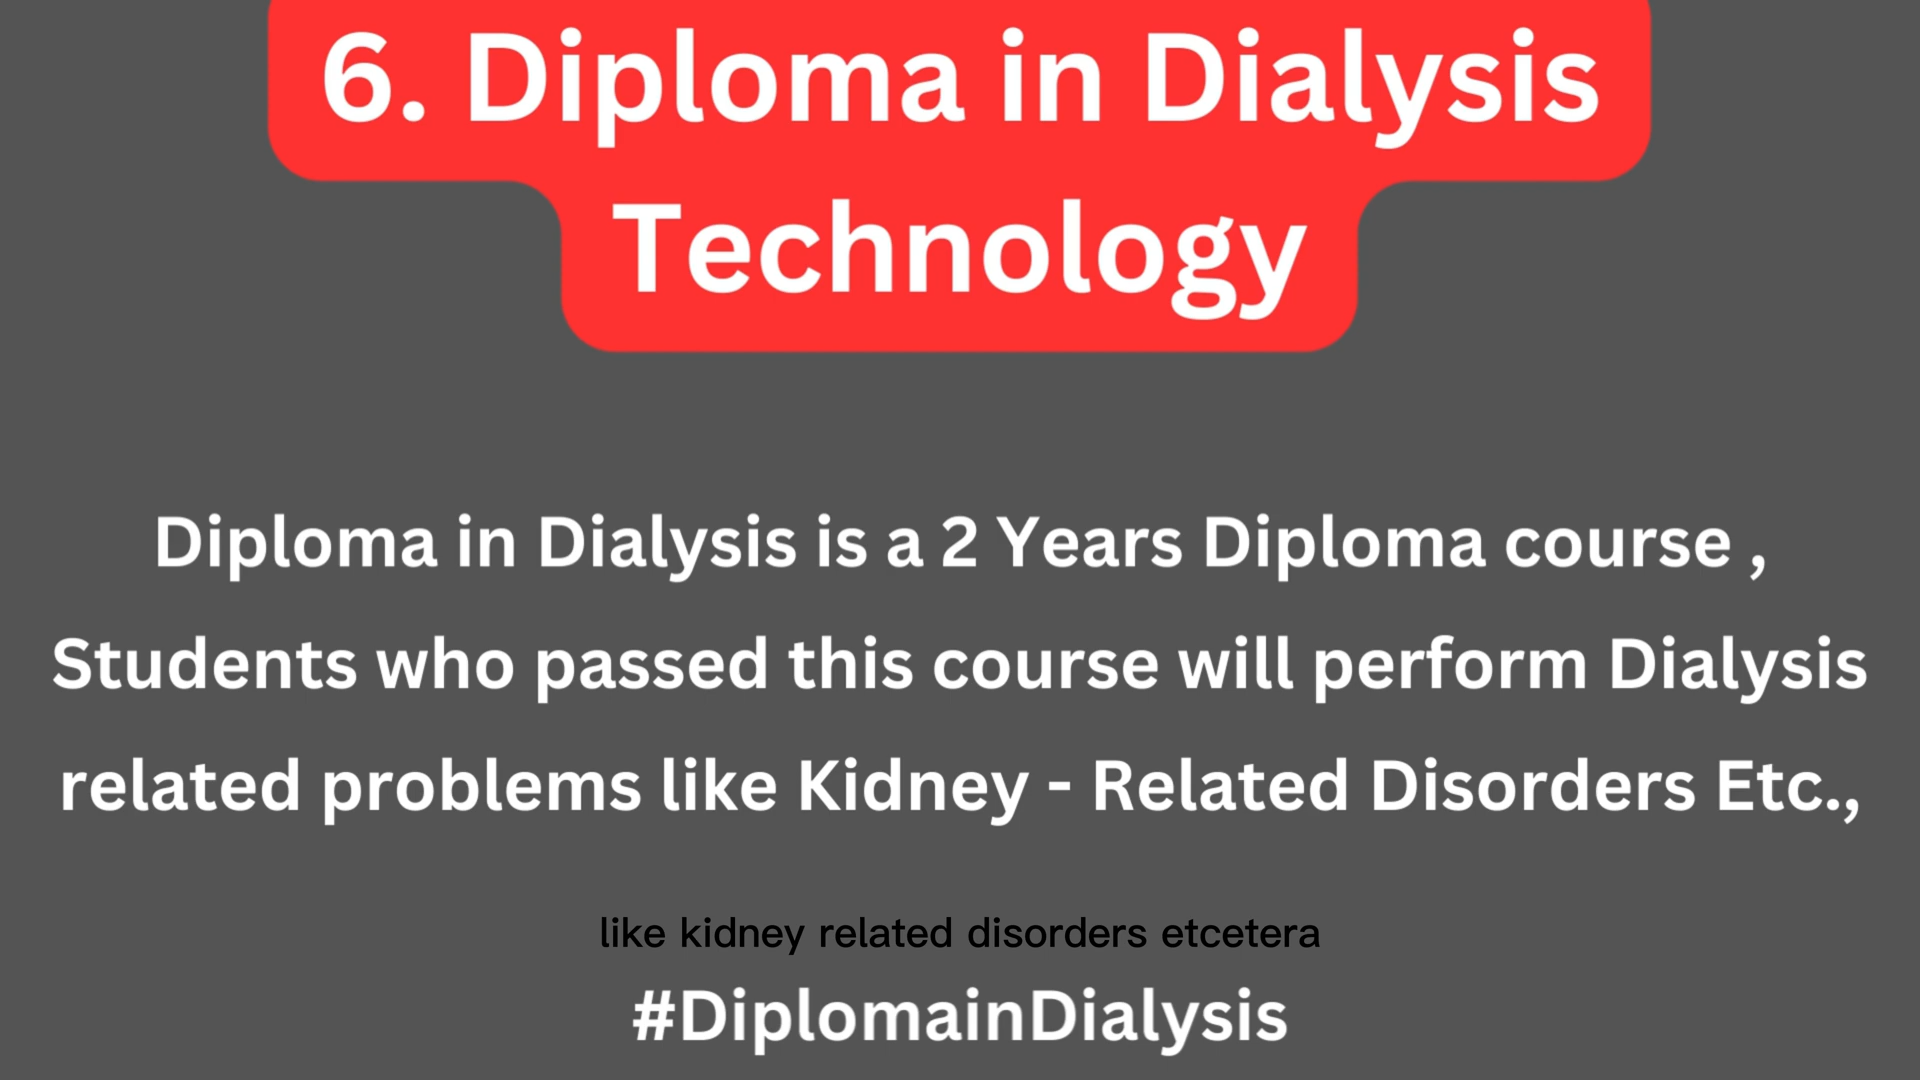 6. Diploma in Dialysis
Technology
Diploma in Dialysis is a 2 Years Diploma course ,
Students who passed this course will perform Dialysis
related problems like Kidney - Related Disorders Etc.,
like kidney related disorders etcetera
#DiplomainDialysis